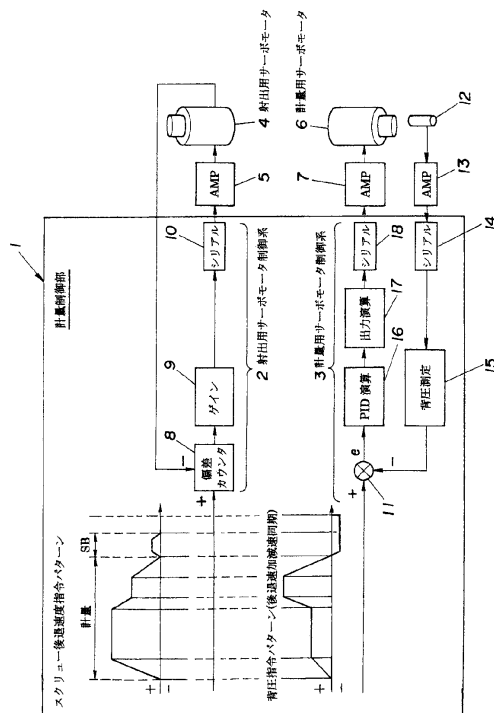 1
計量制御部
スクリュー後退速度指令パターン
計量
SB
+
−
背圧指令パターン(後退速加減速同期)
+
−
+
−
8
偏差
カウンタ
9
ゲイン
10
シリアル
2 射出用サーボモータ制御系
5
AMP
4 射出用サーボモータ
3 計量用サーボモータ制御系
+
−
e
11
16
PID 演算
17
出力演算
18
シリアル
7
AMP
6 計量用サーボモータ
12
13
AMP
14
シリアル
15
背圧測定